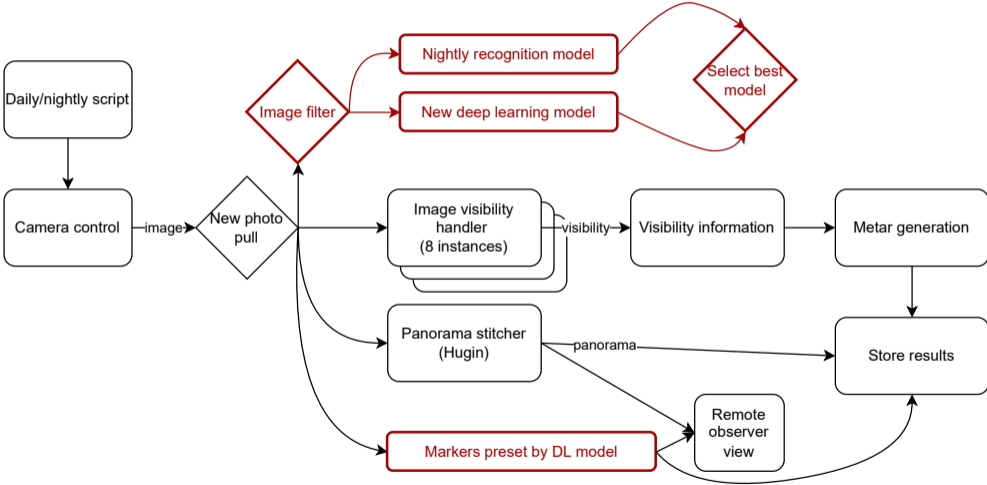 Nightly recognition model
Select best
model
Daily/nightly script
Image filter
New deep learning model
Camera control
image
New photo
pull
Image visibility
handler
(8 instances)
visibility
Visibility information
Metar generation
Panorama stitcher
(Hugin)
panorama
Store results
Remote
observer
view
Markers preset by DL model